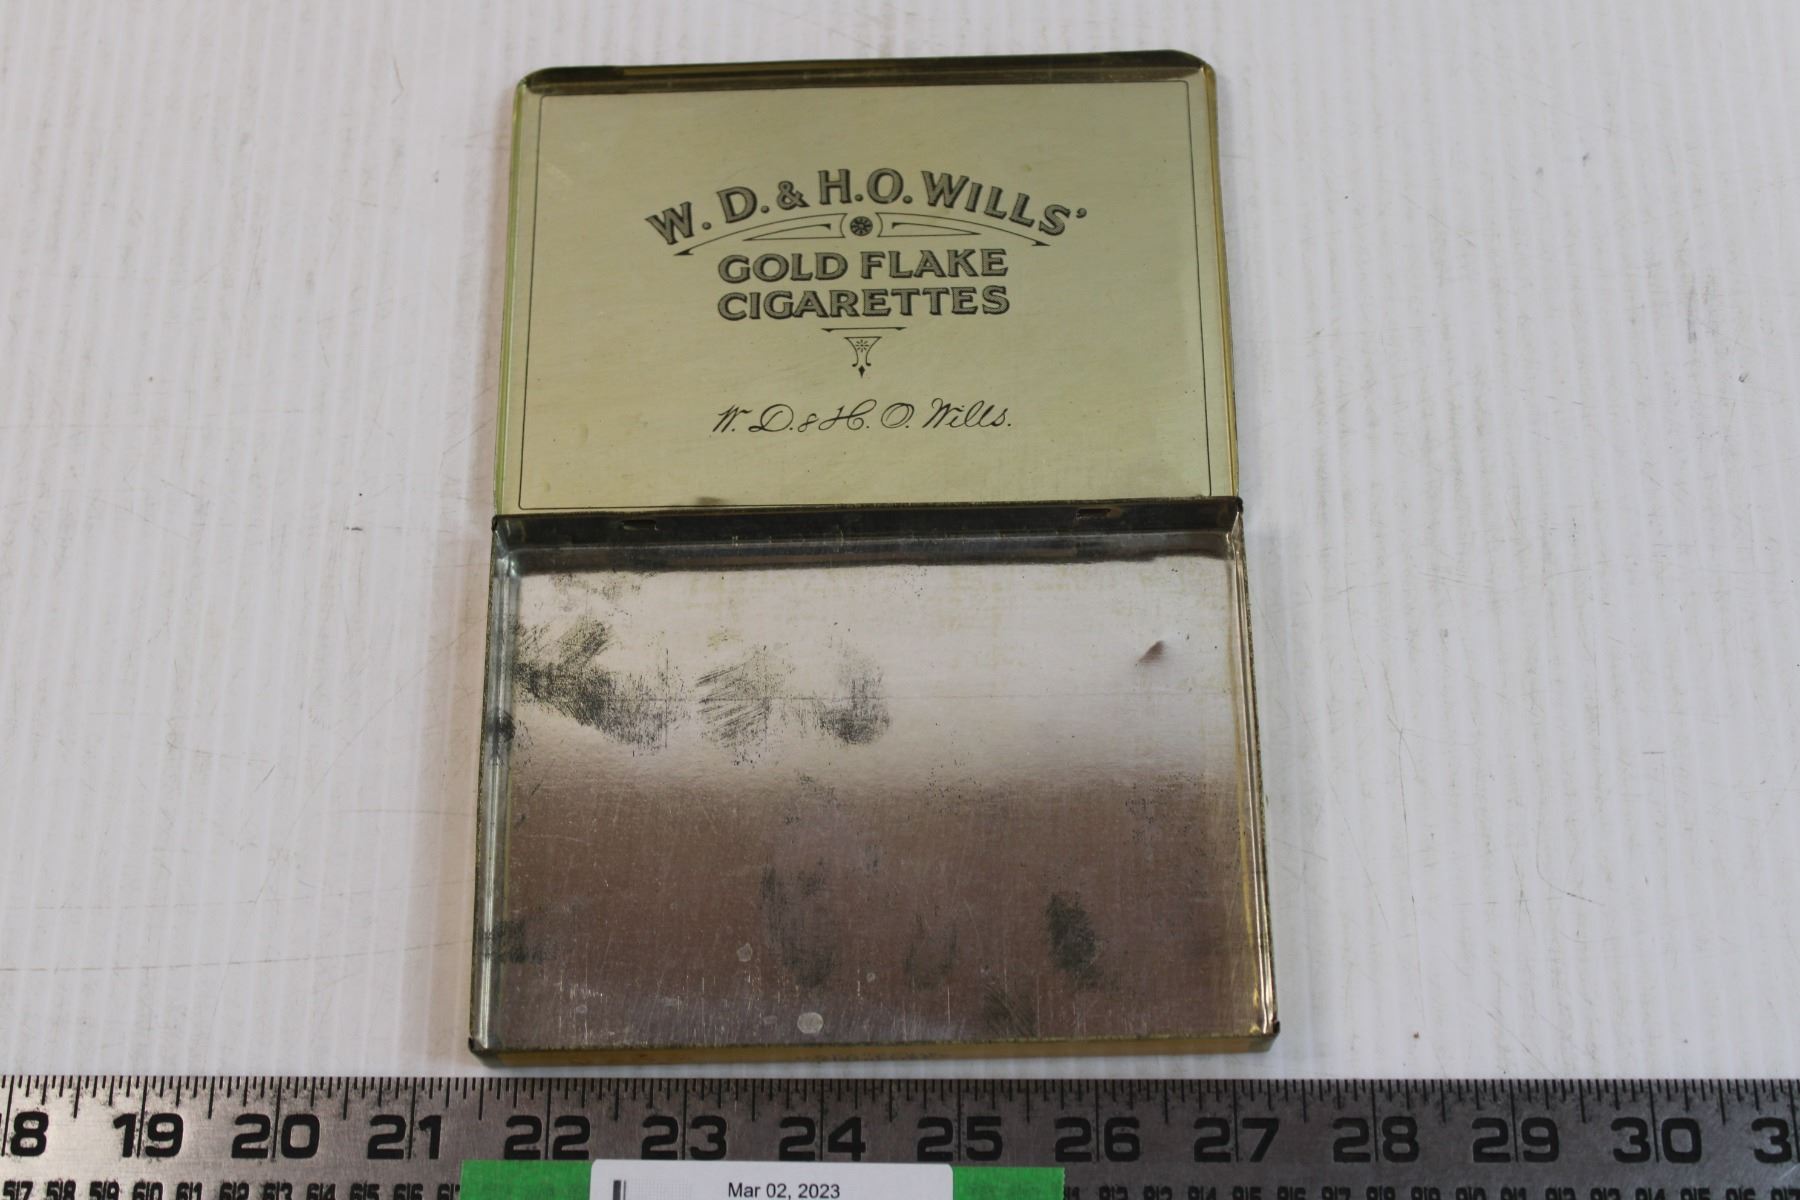 W. D. & H. O. WILLS'
GOLD FLAKE
CIGARETTES
W. D. & H. O. Wills.
19 20 21 22 23 24 25 26 27 28 29 30
Mar 02, 2023